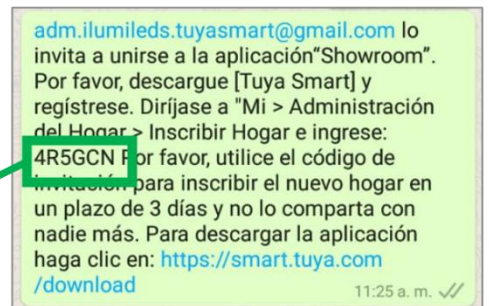 adm.ilumileds.tuyasmart@gmail.com lo
invita a unirse a la aplicación“Showroom”.
Por favor, descargue [Tuya Smart] y
regístrese. Diríjase a "Mi > Administración
del Hogar > Inscribir Hogar e ingrese:
4R5GCN Por favor, utilice el código de
invitación para inscribir el nuevo hogar en
un plazo de 3 días y no lo comparta con
nadie más. Para descargar la aplicación
haga clic en: https://smart.tuya.com
/download
11:25 a. m.